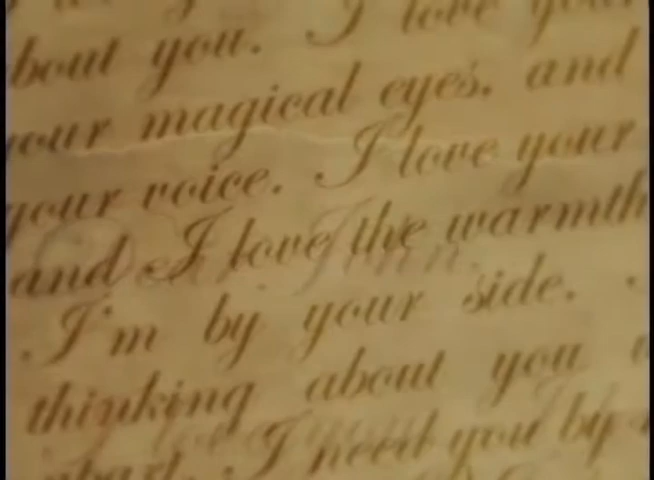 about you. I love your
your magical eyes, and
your voice. I love your
and I love the warmth
I'm by your side.
thinking about you
apart. I need you by